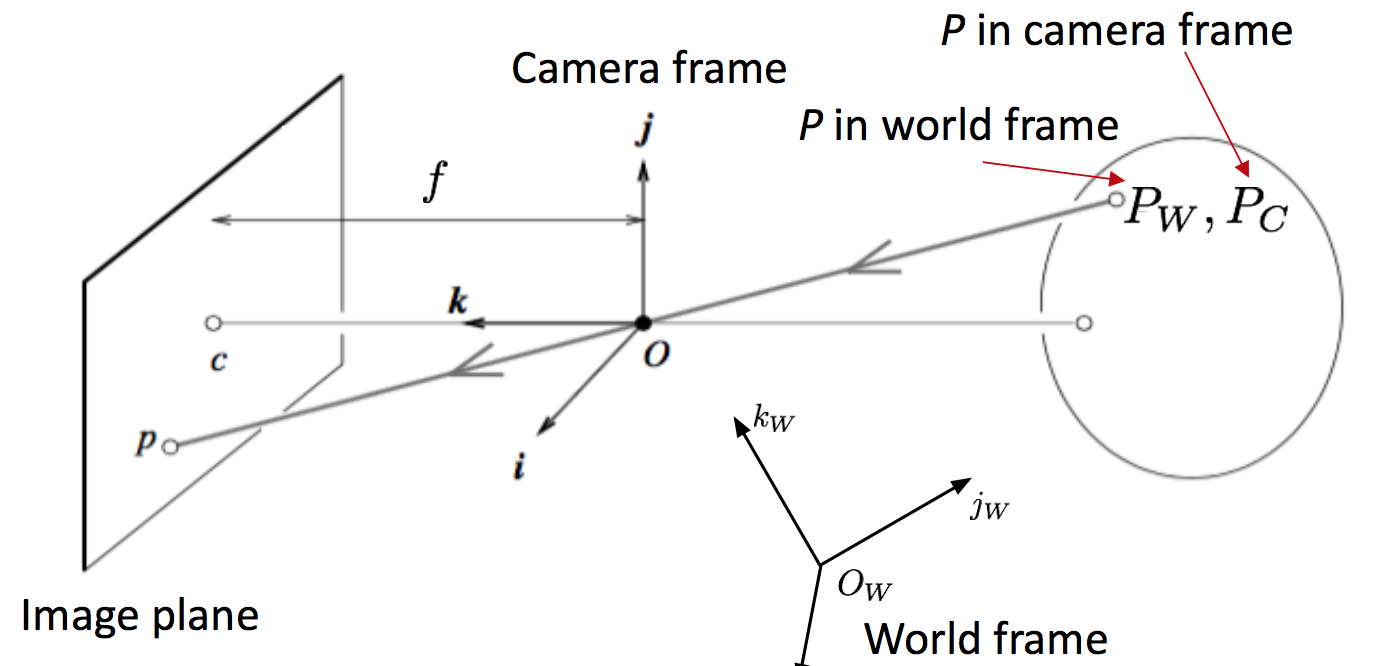 P in camera frame
Camera frame
P in world frame
j
f
P_W, P_C
k
c
O
p
i
k_W
j_W
O_W
Image plane
World frame